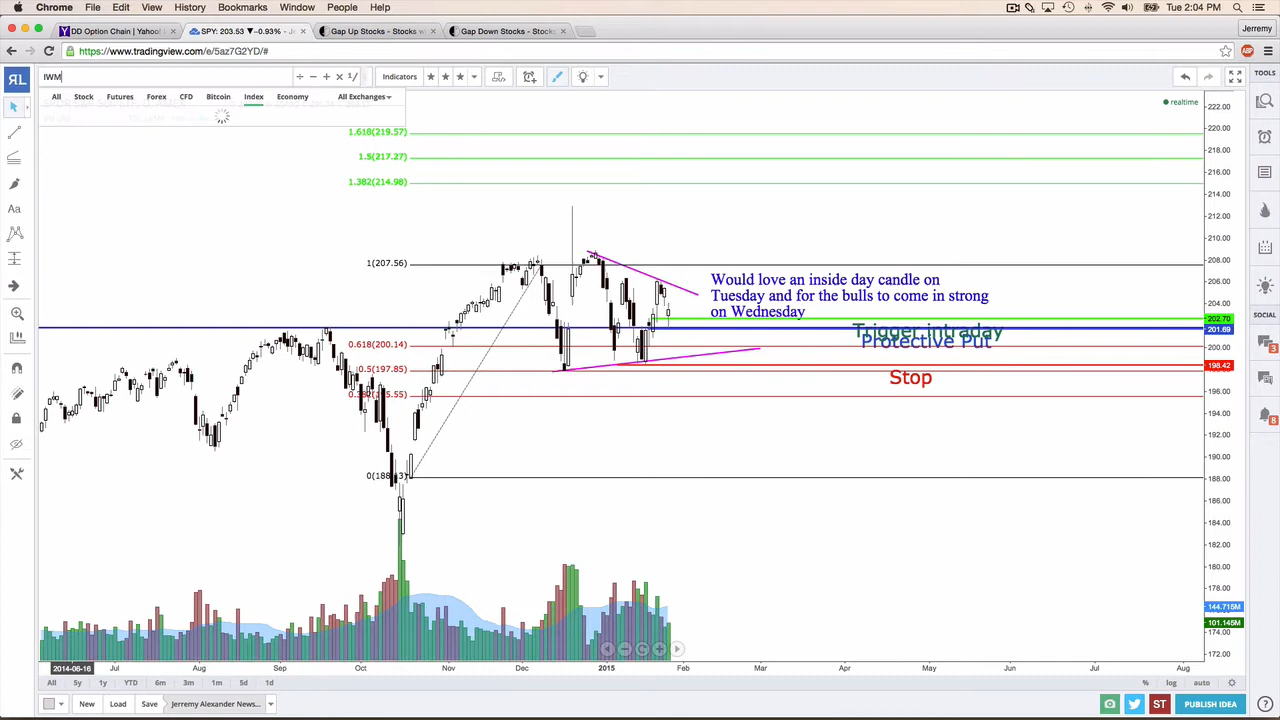 Chrome File Edit View History Bookmarks Window People Help Tue 2:04 PM
DD Option Chain | Yahoo! SPY: 203.53 ▼−0.93% - Je Gap Up Stocks - Stocks w Gap Down Stocks - Stocks Jerremy
https://www.tradingview.com/e/5az7G2YD/#
ЯL IWM Indicators TOOLS
All Stock Futures Forex CFD Bitcoin Index Economy All Exchanges
realtime
222.00
1.618(219.57) 220.00
218.00
1.5(217.27)
216.00
1.382(214.98)
214.00
212.00
210.00
1(207.56) 208.00
Would love an inside day candle on
206.00
Tuesday and for the bulls to come in strong
204.00
on Wednesday
SOCIAL
202.70
Trigger intraday
201.69
Protective Put
3
0.618(200.14) 200.00
198.42
0.5(197.85)
Stop
196.00
194.00
192.00
190.00
188.00
186.00
184.00
182.00
180.00
178.00
176.00
144.715M
101.145M
174.00
172.00
8
2014-06-16 Jul Aug Sep Oct Nov Dec 2015 Feb Mar Apr May Jun Jul Aug
All 5y 1y YTD 6m 3m 1m 5d 1d % log auto
New Load Save Jerremy Alexander News... ST PUBLISH IDEA ?